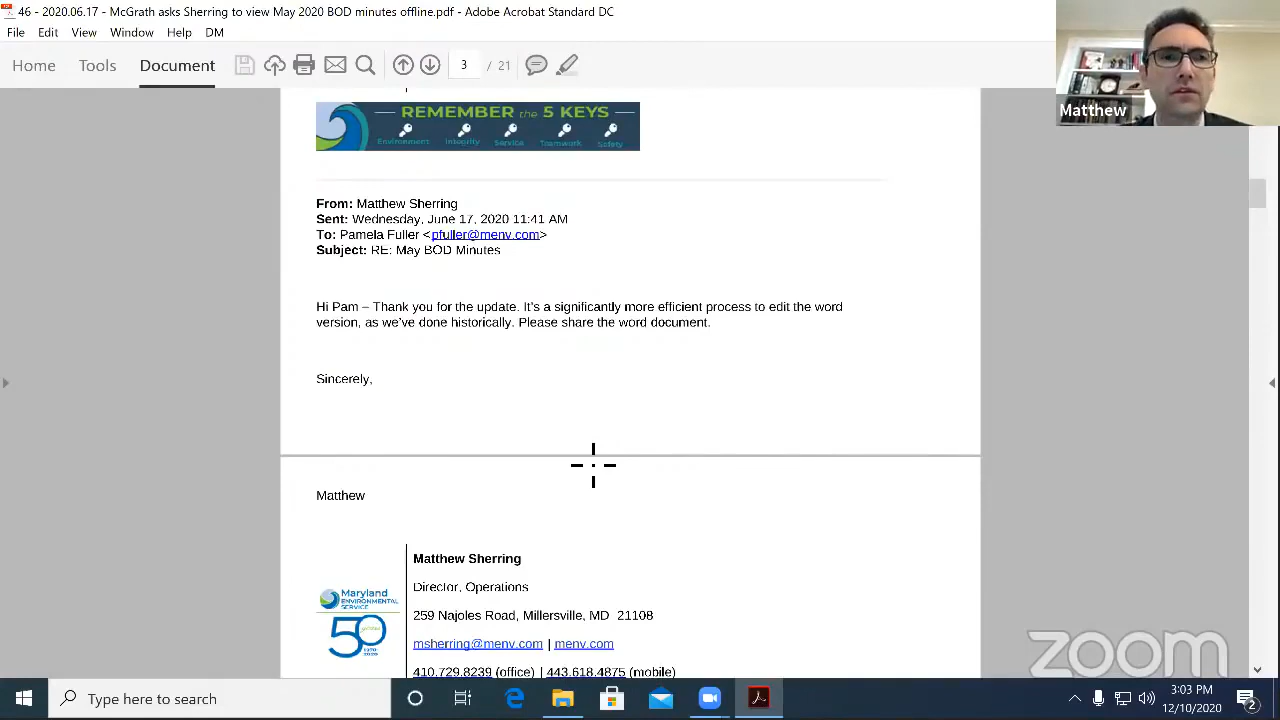 46 - 2020.06.17 - McGrath asks Sherring to view May 2020 BOD minutes offline.pdf - Adobe Acrobat Standard DC
File Edit View Window Help DM
Home Tools Document 3 / 21
Matthew
REMEMBER the 5 KEYS
Environment Integrity Service Teamwork Safety
From: Matthew Sherring
Sent: Wednesday, June 17, 2020 11:41 AM
To: Pamela Fuller <pfuller@menv.com>
Subject: RE: May BOD Minutes
Hi Pam – Thank you for the update. It's a significantly more efficient process to edit the word
version, as we've done historically. Please share the word document.
Sincerely,
Matthew
Matthew Sherring
Director, Operations
Maryland
ENVIRONMENTAL
SERVICE
50
259 Najoles Road, Millersville, MD 21108
msherring@menv.com | menv.com
410.729.8239 (office) | 443.618.4875 (mobile)
zoom
Type here to search
3:03 PM
12/10/2020
2